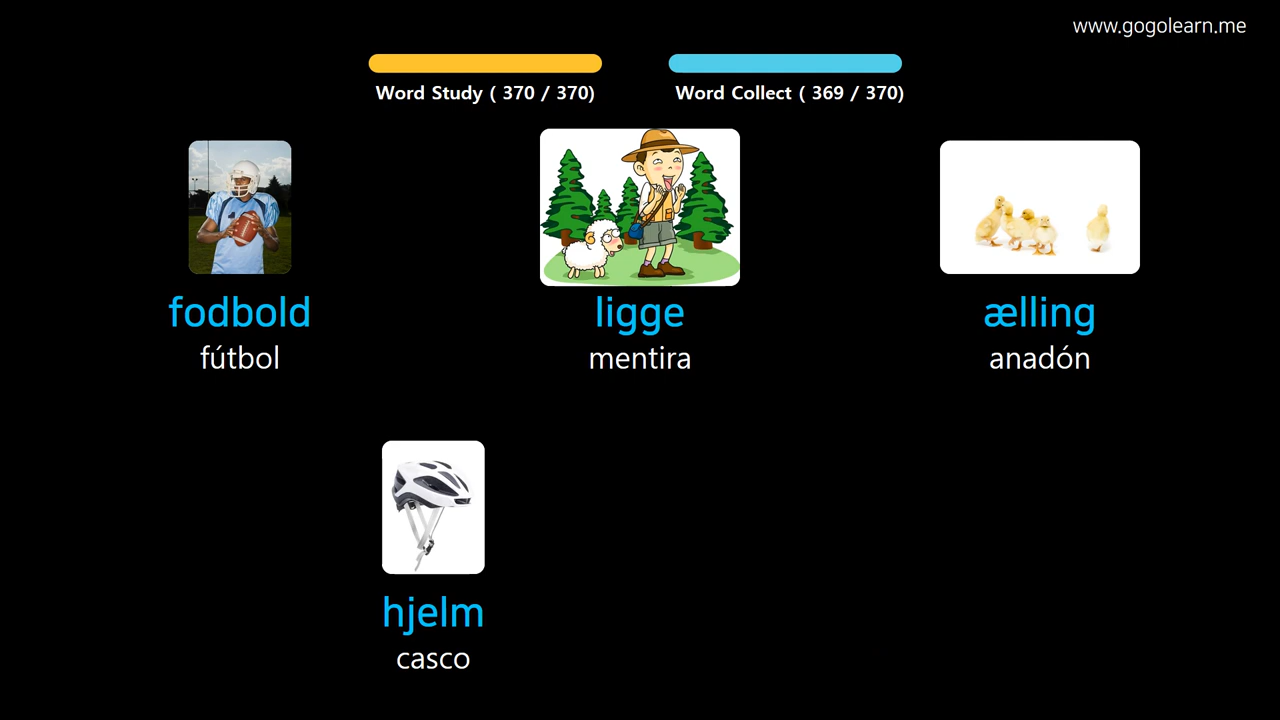 www.gogolearn.me
Word Study ( 370 / 370)
Word Collect ( 369 / 370)
fodbold
fútbol
ligge
mentira
ælling
anadón
hjelm
casco